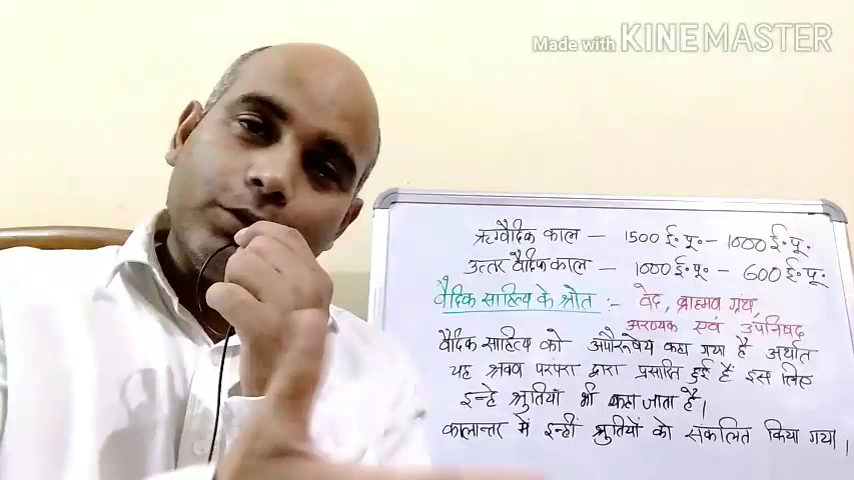 Made with KINEMASTER
ऋग्वैदिक काल – 1500 ई॰पू॰ – 1000 ई॰पू॰
उत्तर वैदिक काल – 1000 ई॰पू॰ – 600 ई॰पू॰
वैदिक साहित्य के श्रौत :- वेद, ब्राह्मण ग्रंथ,
अरण्यक एवं उपनिषद
वैदिक साहित्य को अपौरुषेय कहा गया है अर्थात
यह श्रवण परंपरा द्वारा प्रसारित हुई है इस लिए
इन्हे श्रुतियाँ भी कहा जाता है।
कालान्तर में इन्हीं श्रुतियों को संकलित किया गया।